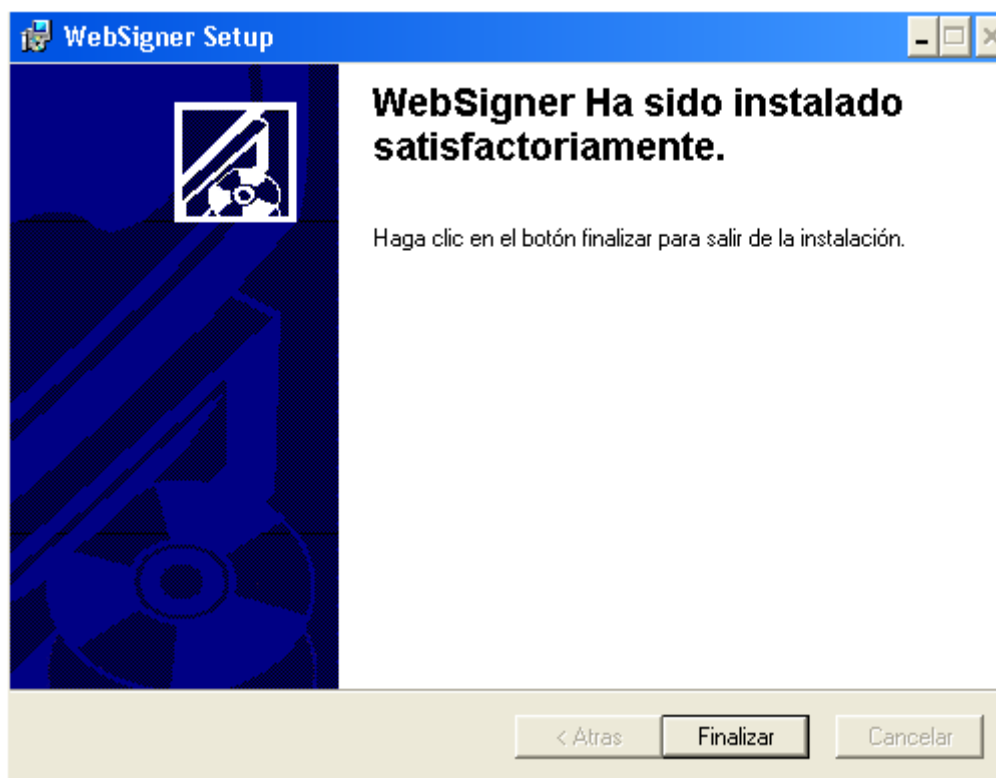 WebSigner Setup
WebSigner Ha sido instalado
satisfactoriamente.
Haga clic en el botón finalizar para salir de la instalación.
< Atras
Finalizar
Cancelar